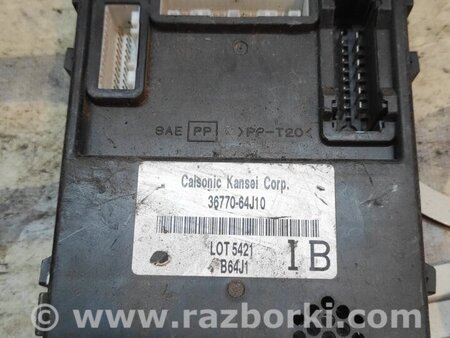 SAE PP >PP-T20<
Calsonic Kansei Corp.
36770-64J10
LOT 5421
B64J1
IB
© www.razborki.com